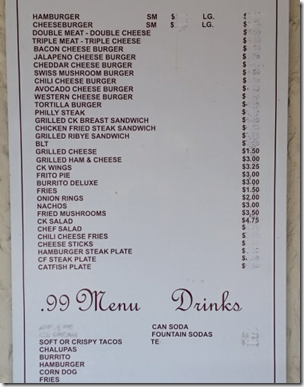 HAMBURGER SM $ LG. $
CHEESEBURGER SM $ LG. $
DOUBLE MEAT - DOUBLE CHEESE $
TRIPLE MEAT - TRIPLE CHEESE $
BACON CHEESE BURGER $
JALAPENO CHEESE BURGER $
CHEDDAR CHEESE BURGER $
SWISS MUSHROOM BURGER $
CHILI CHEESE BURGER $
AVOCADO CHEESE BURGER $
WESTERN CHEESE BURGER $
TORTILLA BURGER $
PHILLY STEAK $
GRILLED CK BREAST SANDWICH $
CHICKEN FRIED STEAK SANDWICH $
GRILLED RIBYE SANDWICH $
BLT $
GRILLED CHEESE $1.50
GRILLED HAM & CHEESE $3.00
CK WINGS $3.25
FRITO PIE $3.00
BURRITO DELUXE $3.00
FRIES $1.50
ONION RINGS $2.00
NACHOS $3.00
FRIED MUSHROOMS $3.50
CK SALAD $4.75
CHEF SALAD $
CHILI CHEESE FRIES $
CHEESE STICKS $
HAMBURGER STEAK PLATE $
CF STEAK PLATE $
CATFISH PLATE $
.99 Menu Drinks
CAN SODA
FOUNTAIN SODAS
SOFT OR CRISPY TACOS TE
CHALUPAS
BURRITO
HAMBURGER
CORN DOG
FRIES